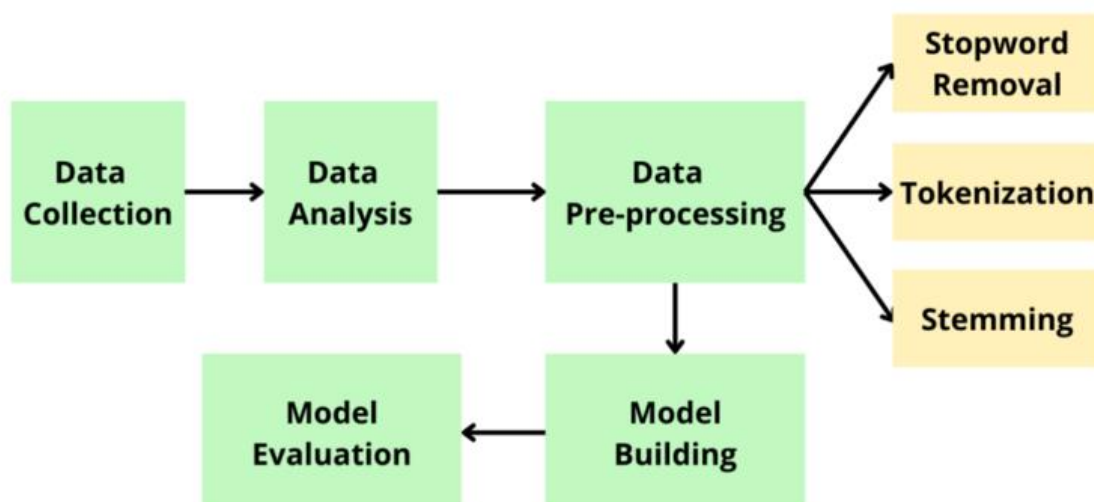 Data
Collection
Data
Analysis
Data
Pre-processing
Stopword
Removal
Tokenization
Stemming
Model
Building
Model
Evaluation